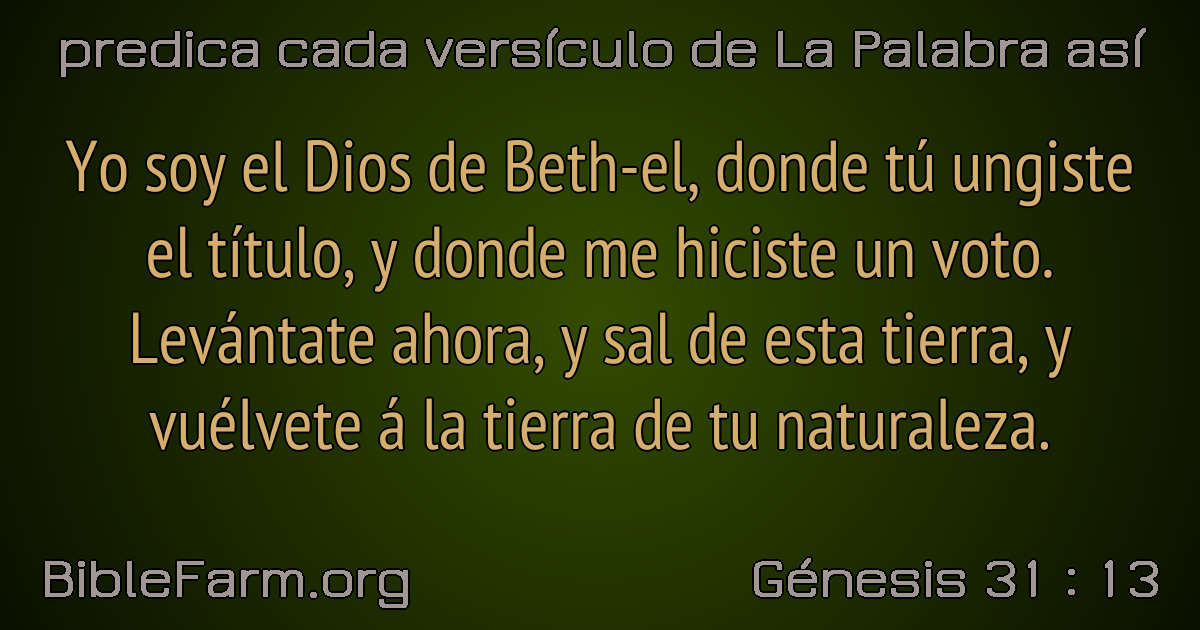 predica cada versículo de La Palabra así
Yo soy el Dios de Beth-el, donde tú ungiste
el título, y donde me hiciste un voto.
Levántate ahora, y sal de esta tierra, y
vuélvete á la tierra de tu naturaleza.
BibleFarm.org
Génesis 31 : 13